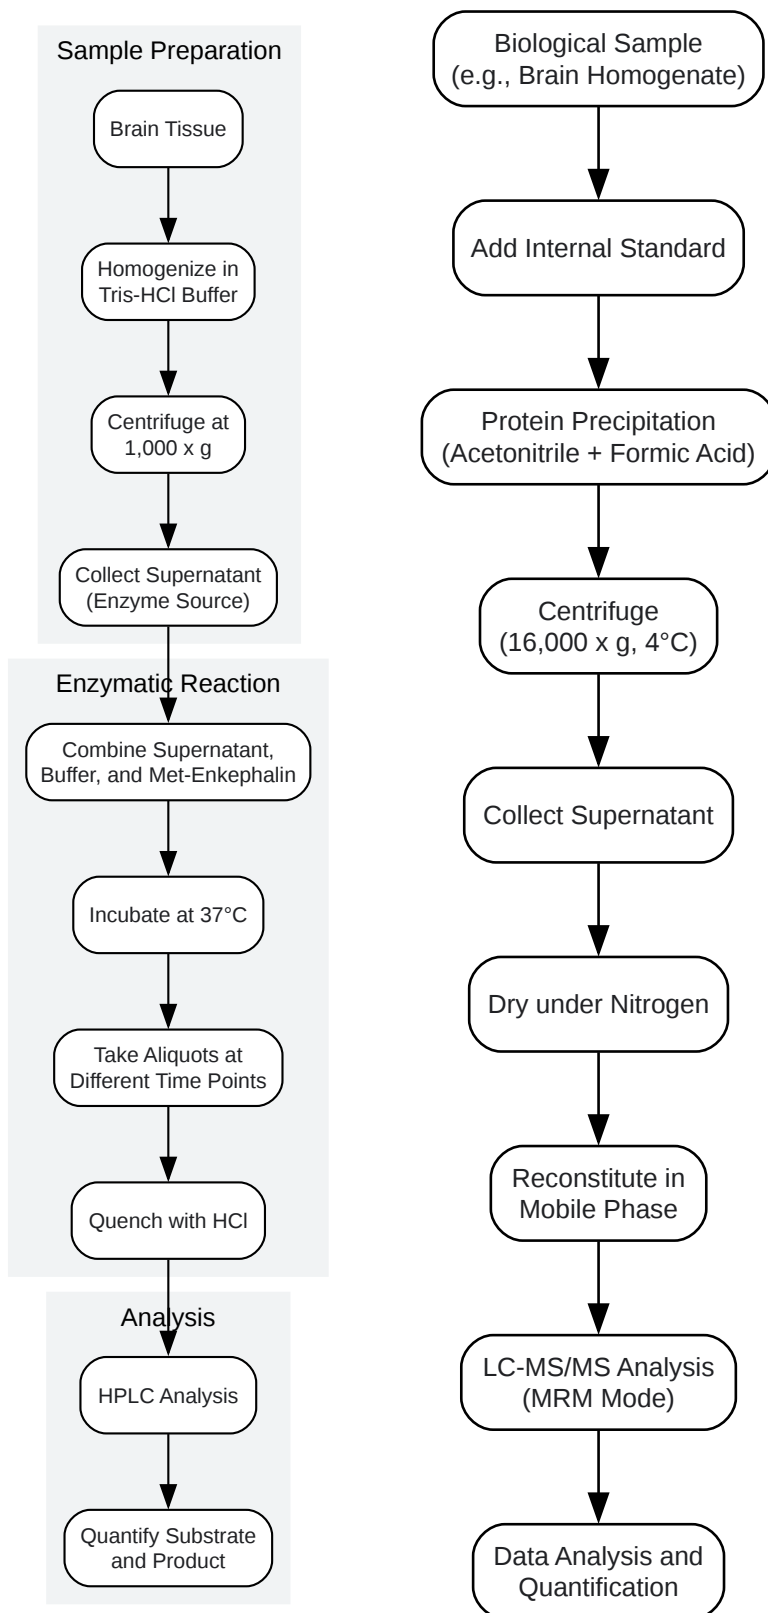 Sample Preparation
Brain Tissue
Homogenize in
Tris-HCl Buffer
Centrifuge at
1,000 x g
Collect Supernatant
(Enzyme Source)
Enzymatic Reaction
Combine Supernatant,
Buffer, and Met-Enkephalin
Incubate at 37°C
Take Aliquots at
Different Time Points
Quench with HCl
Analysis
HPLC Analysis
Quantify Substrate
and Product
Biological Sample
(e.g., Brain Homogenate)
Add Internal Standard
Protein Precipitation
(Acetonitrile + Formic Acid)
Centrifuge
(16,000 x g, 4°C)
Collect Supernatant
Dry under Nitrogen
Reconstitute in
Mobile Phase
LC-MS/MS Analysis
(MRM Mode)
Data Analysis and
Quantification